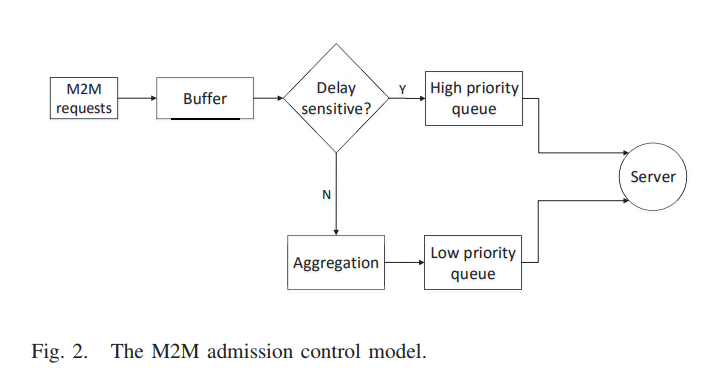 M2M
requests
Buffer
Delay
sensitive?
Y
High priority
queue
Server
N
Aggregation
Low priority
queue
Fig. 2. The M2M admission control model.